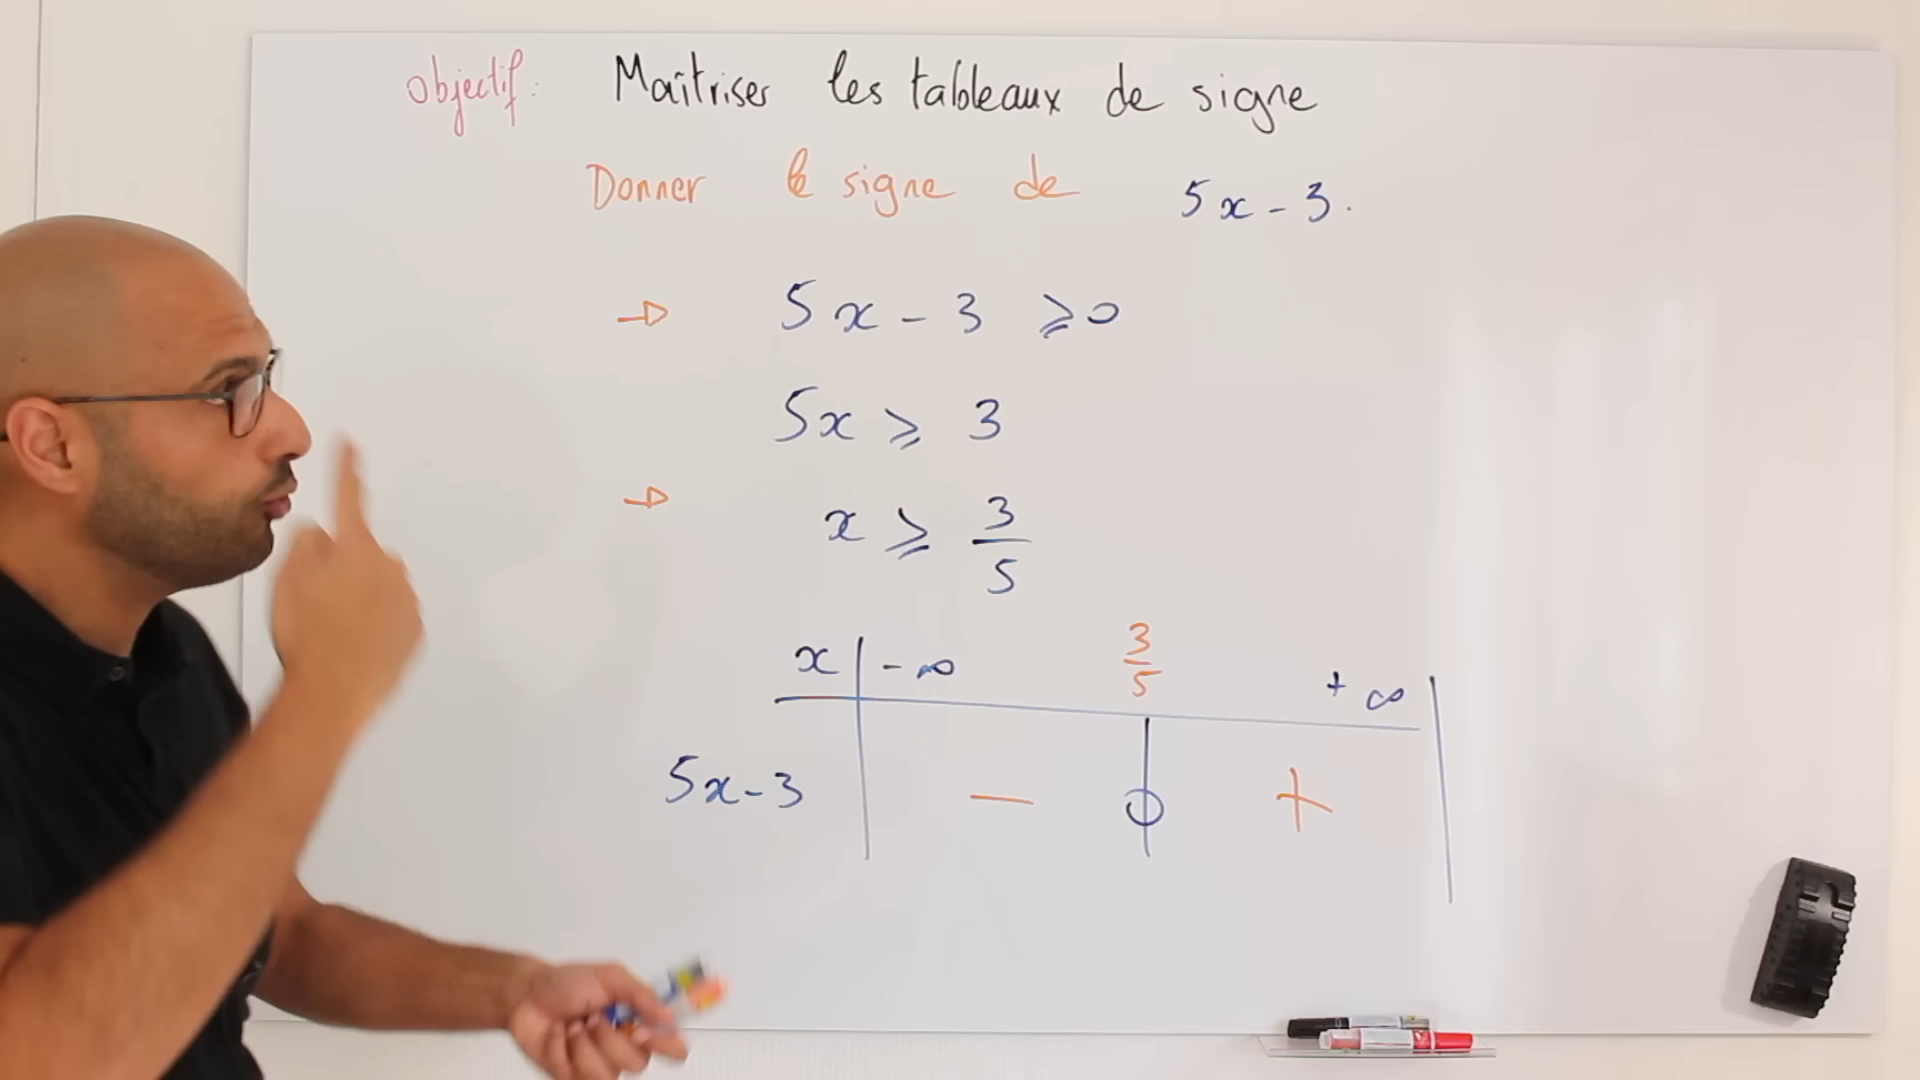 Objectif: Maîtriser les tableaux de signe
Donner le signe de 5x - 3.
5x - 3 ⩾ 0
5x ⩾ 3
x ⩾ 3/5
x -∞ 3/5 +∞
5x-3 - 0 +